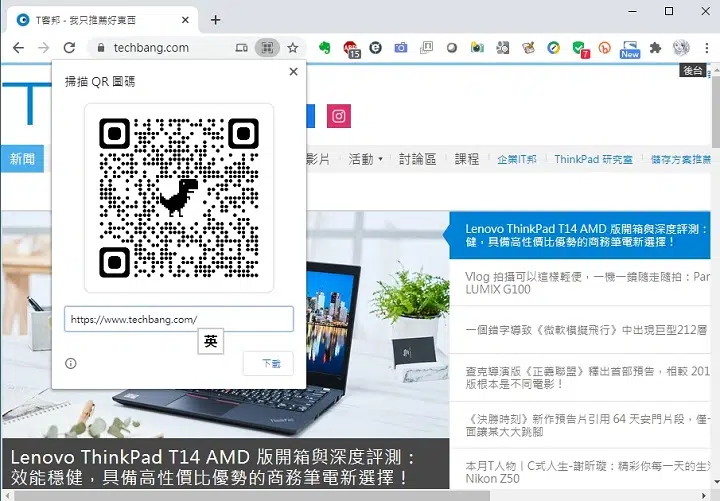 T客邦 - 我只推薦好東西
techbang.com
15
7
New
後台
掃描 QR 圖碼
https://www.techbang.com/
英
下載
T
新聞
影片
活動
討論區
課程
企業IT邦
ThinkPad 研究室
儲存方案推薦
Lenovo ThinkPad T14 AMD 版開箱與深度評測：
效能穩健，具備高性價比優勢的商務筆電新選擇！
Lenovo ThinkPad T14 AMD 版開箱與深度評測：
健，具備高性價比優勢的商務筆電新選擇！
Vlog 拍攝可以這樣輕便，一機一鏡隨走隨拍：Pan
LUMIX G100
一個錯字導致《微軟模擬飛行》中出現巨型212層
查克導演版《正義聯盟》釋出首部預告，相較 201
版根本是不同電影！
《決勝時刻》新作預告片引用 64 天安門片段，僅一
面讓某大大跳腳
本月T人物｜C式人生-謝昕璇：精彩你每一天的生活
Nikon Z50